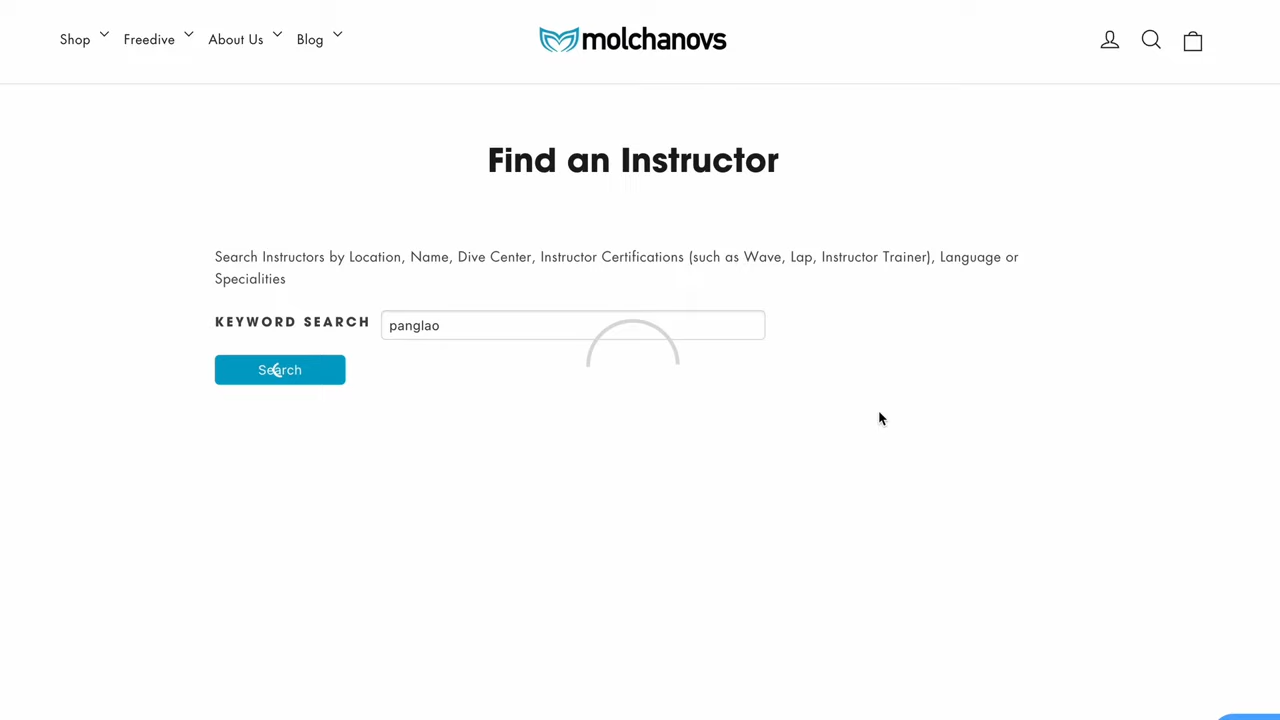 Shop Freedive About Us Blog molchanovs
Find an Instructor
Search Instructors by Location, Name, Dive Center, Instructor Certifications (such as Wave, Lap, Instructor Trainer), Language or
Specialities
KEYWORD SEARCH panglao
Search